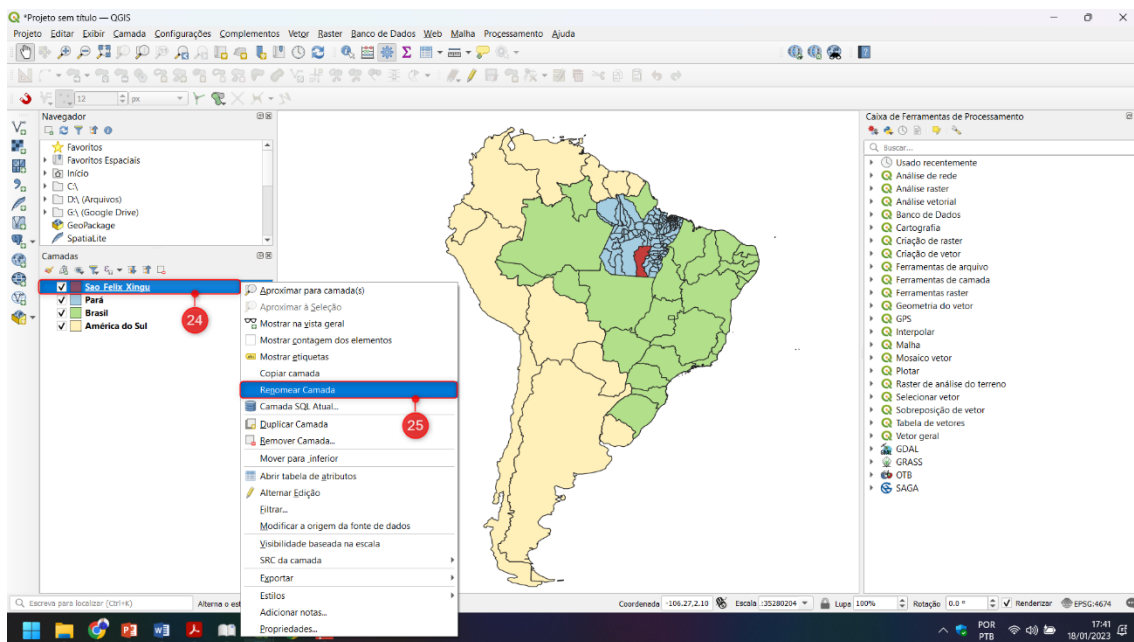 *Projeto sem título — QGIS
Projeto Editar Exibir Camada Configurações Complementos Vetor Raster Banco de Dados Web Malha Processamento Ajuda
12 px
Navegador
Favoritos
Favoritos Espaciais
Início
C:\
D:\ (Arquivos)
G:\ (Google Drive)
GeoPackage
SpatiaLite
Camadas
Sao_Felix_Xingu
Pará
Brasil
América do Sul
24
Aproximar para camada(s)
Aproximar à Seleção
Mostrar na vista geral
Mostrar contagem dos elementos
Mostrar etiquetas
Copiar camada
Renomear Camada
Camada SQL Atual...
25
Duplicar Camada
Remover Camada...
Mover para _inferior
Abrir tabela de atributos
Alternar Edição
Filtrar...
Modificar a origem da fonte de dados
Visibilidade baseada na escala
SRC da camada
Exportar
Estilos
Adicionar notas...
Propriedades...
Caixa de Ferramentas de Processamento
Buscar...
Usado recentemente
Análise de rede
Análise raster
Análise vetorial
Banco de Dados
Cartografia
Criação de raster
Criação de vetor
Ferramentas de arquivo
Ferramentas de camada
Ferramentas raster
Geometria do vetor
GPS
Interpolar
Malha
Mosaico vetor
Plotar
Raster de análise do terreno
Selecionar vetor
Sobreposição de vetor
Tabela de vetores
Vetor geral
GDAL
GRASS
OTB
SAGA
Escreva para localizar (Ctrl+K) Alterna o est Coordenada -106.27,2.10 Escala :35280204 Lupa 100% Rotação 0.0 ° Renderizar EPSG:4674
POR
PTB
17:41
18/01/2023